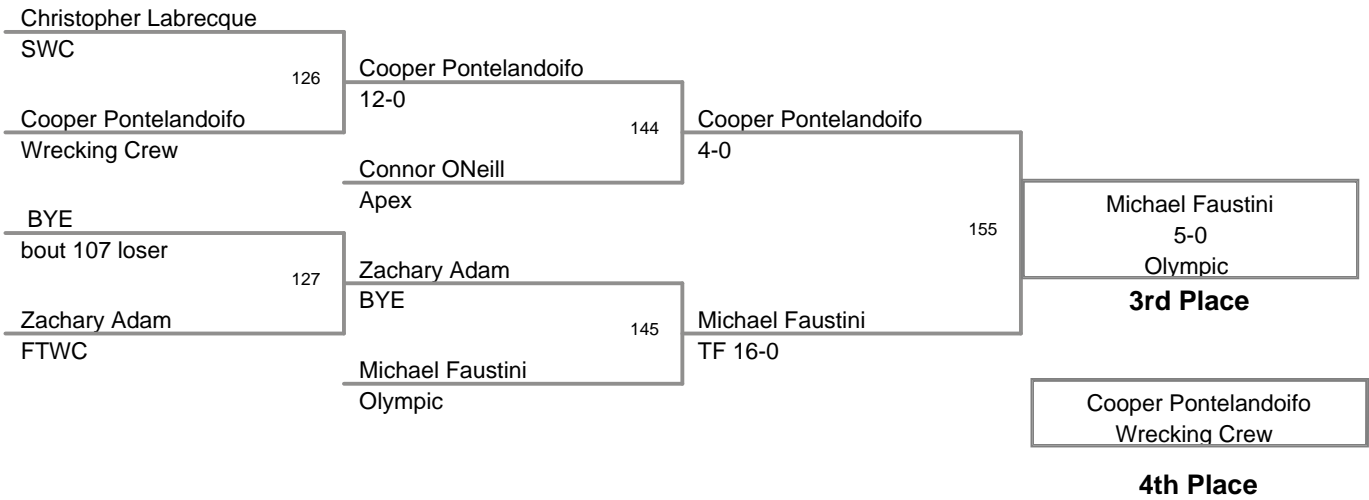 Christopher Labrecque
SWC
126
Cooper Pontelandoifo
Wrecking Crew
BYE
bout 107 loser
127
Zachary Adam
FTWC
Cooper Pontelandoifo
12-0
144
Connor ONeill
Apex
Zachary Adam
BYE
145
Michael Faustini
Olympic
Cooper Pontelandoifo
4-0
155
Michael Faustini
TF 16-0
Michael Faustini
5-0
Olympic
3rd Place
Cooper Pontelandoifo
Wrecking Crew
4th Place